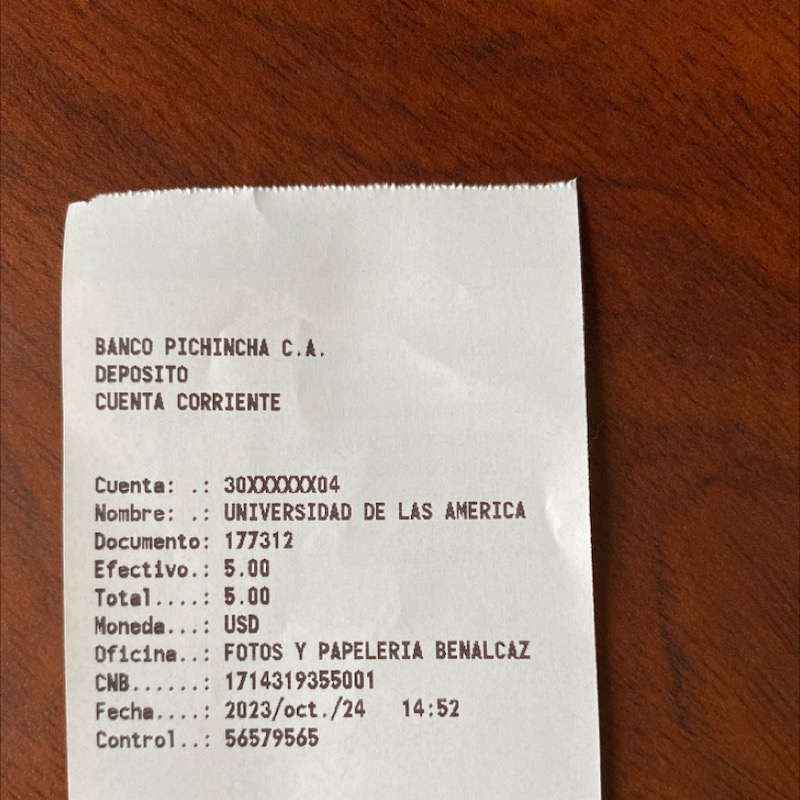 BANCO PICHINCHA C.A.
DEPOSITO
CUENTA CORRIENTE
Cuenta: .: 30XXXXXX04
Nombre: .: UNIVERSIDAD DE LAS AMERICA
Documento: 177312
Efectivo.: 5.00
Total....: 5.00
Moneda...: USD
Oficina..: FOTOS Y PAPELERIA BENALCAZ
CNB......: 1714319355001
Fecha....: 2023/oct./24 14:52
Control..: 56579565